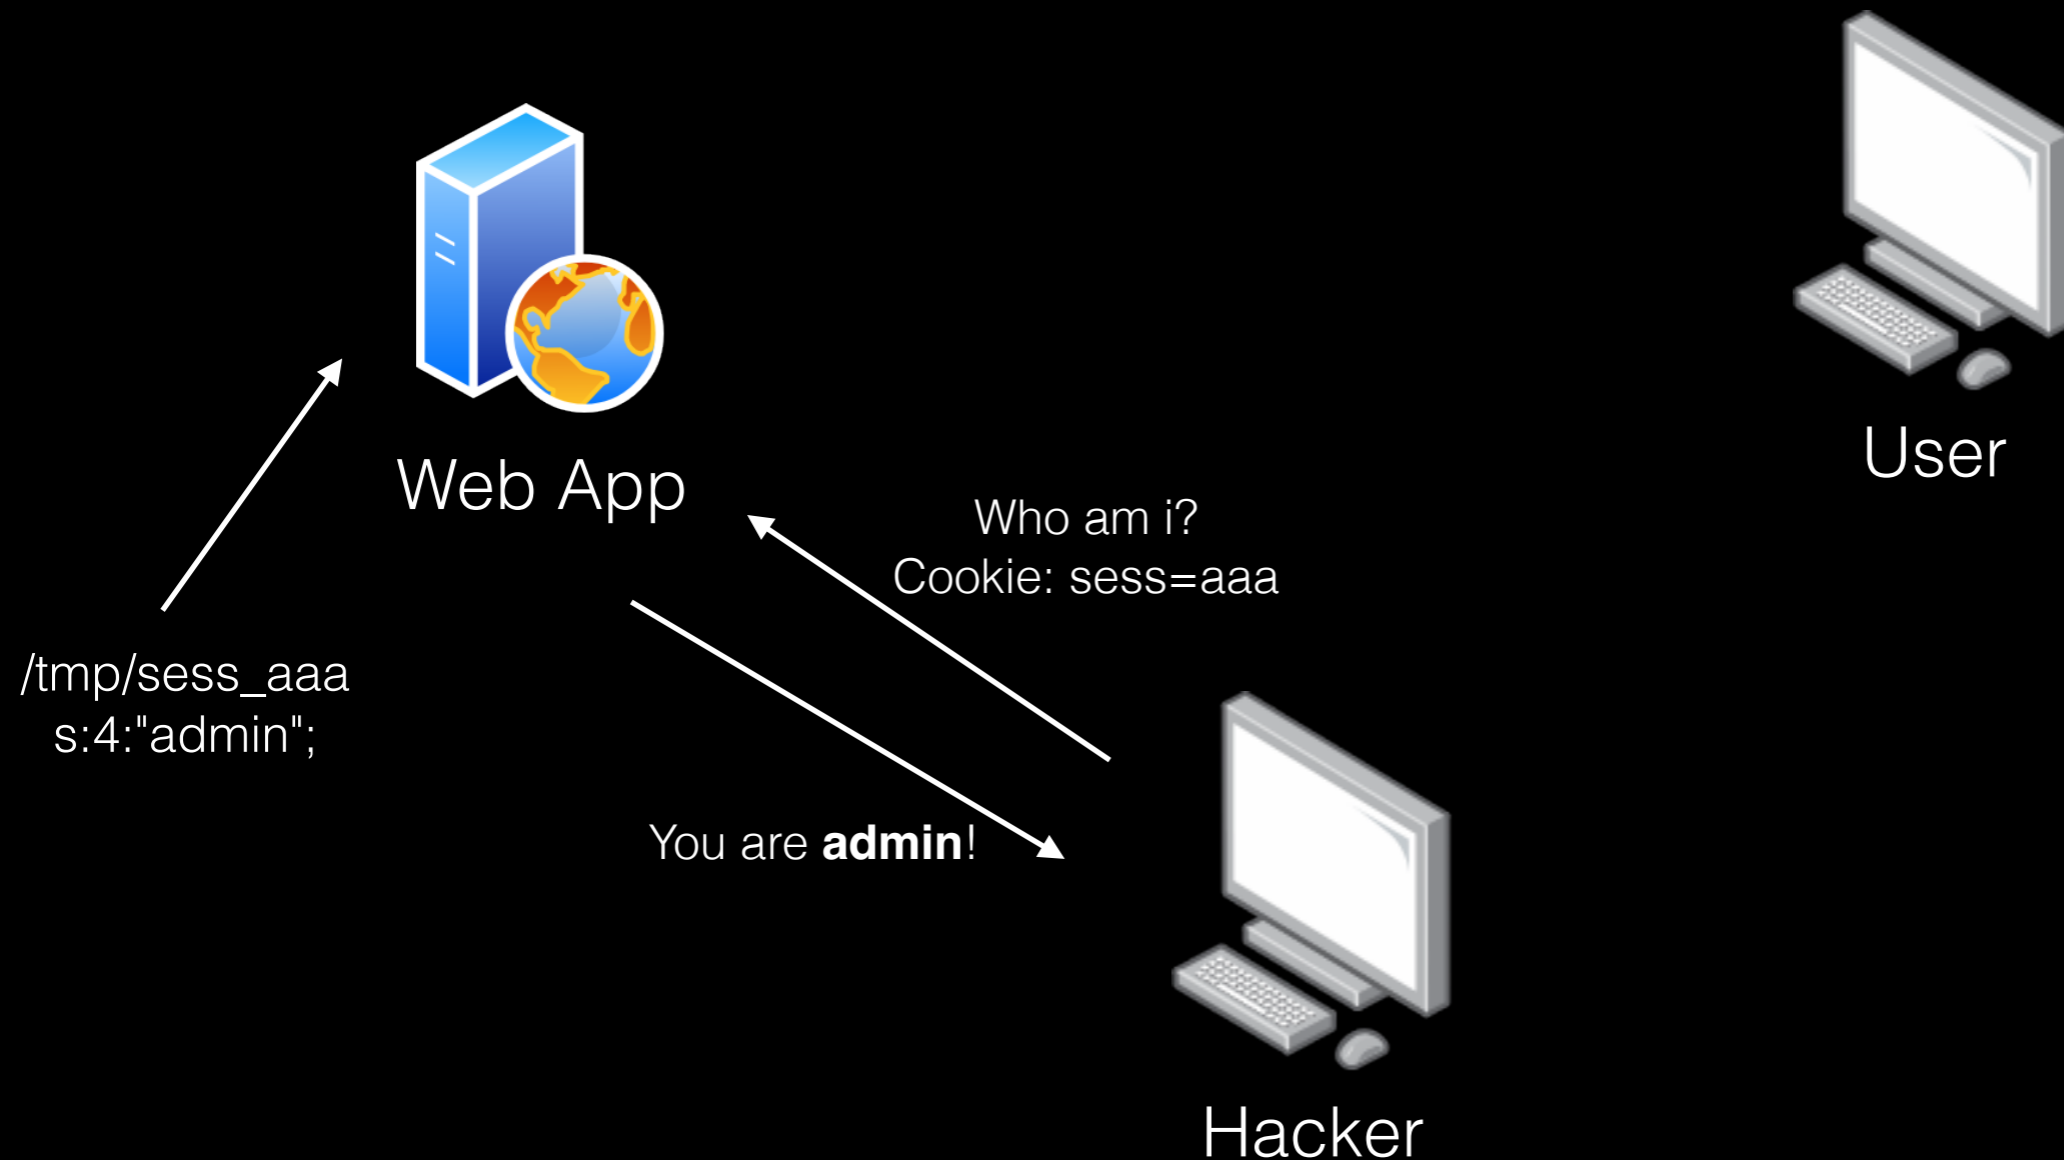 Web App
User
Who am i?
Cookie: sess=aaa
/tmp/sess_aaa
s:4:"admin";
You are admin!
Hacker